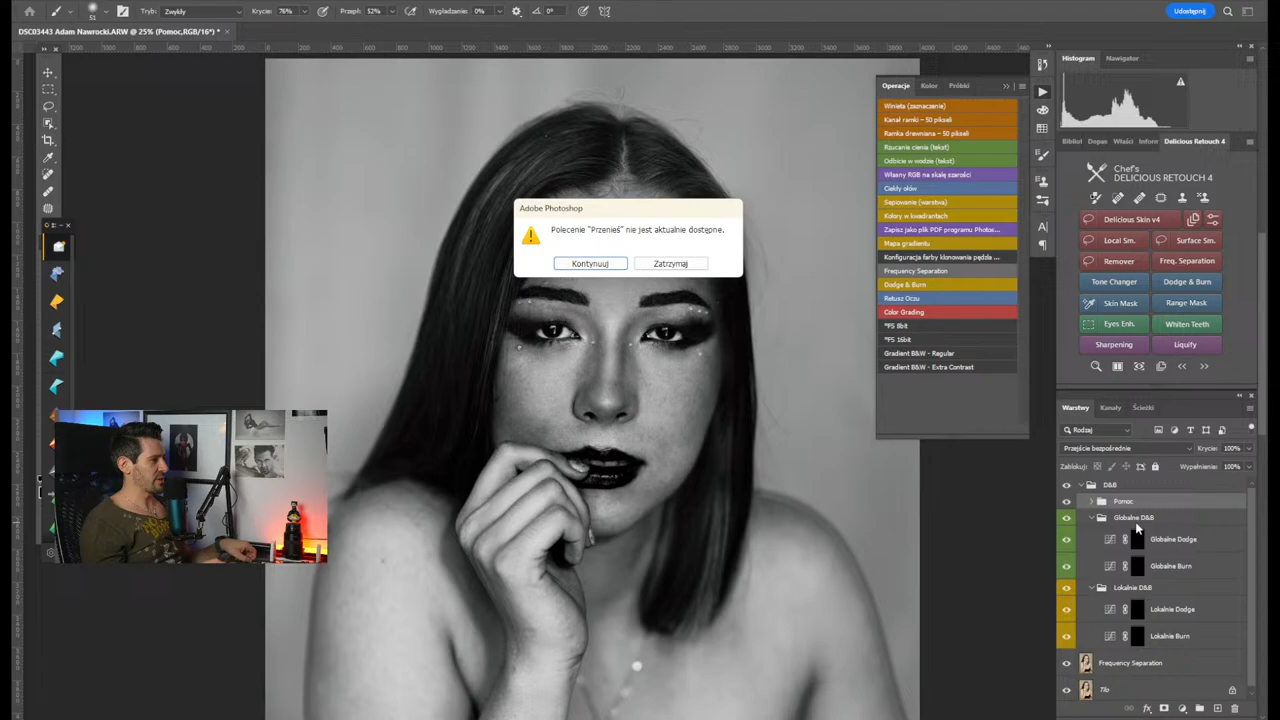 51
Tryb:
Zwykły
Krycie: 76%
Przepł.: 52%
Wygładzanie: 0%
0°
Udostępnij
DSC03443 Adam Nawrocki.ARW @ 25% (Pomoc,RGB/16*) *
Histogram
Nawigator
Operacje
Kolor
Próbki
Winieta (zaznaczenie)
Kanał ramki – 50 pikseli
Ramka drewniana – 50 pikseli
Rzucanie cienia (tekst)
Odbicie w wodzie (tekst)
Własny RGB na skalę szarości
Ciekły ołów
Sepiowanie (warstwa)
Kolory w kwadrantach
Zapisz jako plik PDF programu Photos...
Mapa gradientu
Konfiguracja farby klonowania pędzla ...
Frequency Separation
Dodge & Burn
Retusz Oczu
Color Grading
*FS 8bit
*FS 16bit
Gradient B&W - Regular
Gradient B&W - Extra Contrast
Adobe Photoshop
Polecenie "Przenieś" nie jest aktualnie dostępne.
Kontynuuj
Zatrzymaj
Bibliot
Dopas
Właści
Inform
Delicious Retouch 4
Chef's
DELICIOUS RETOUCH 4
Delicious Skin v4
Local Sm.
Surface Sm.
Remover
Freq. Separation
Tone Changer
Dodge & Burn
Skin Mask
Range Mask
Eyes Enh.
Whiten Teeth
Sharpening
Liquify
Warstwy
Kanały
Ścieżki
Rodzaj
Przejście bezpośrednie
Krycie: 100%
Zablokuj:
Wypełnienie: 100%
D&B
Pomoc
Globalne D&B
Globalne Dodge
Globalne Burn
Lokalnie D&B
Lokalnie Dodge
Lokalnie Burn
Frequency Separation
Tło